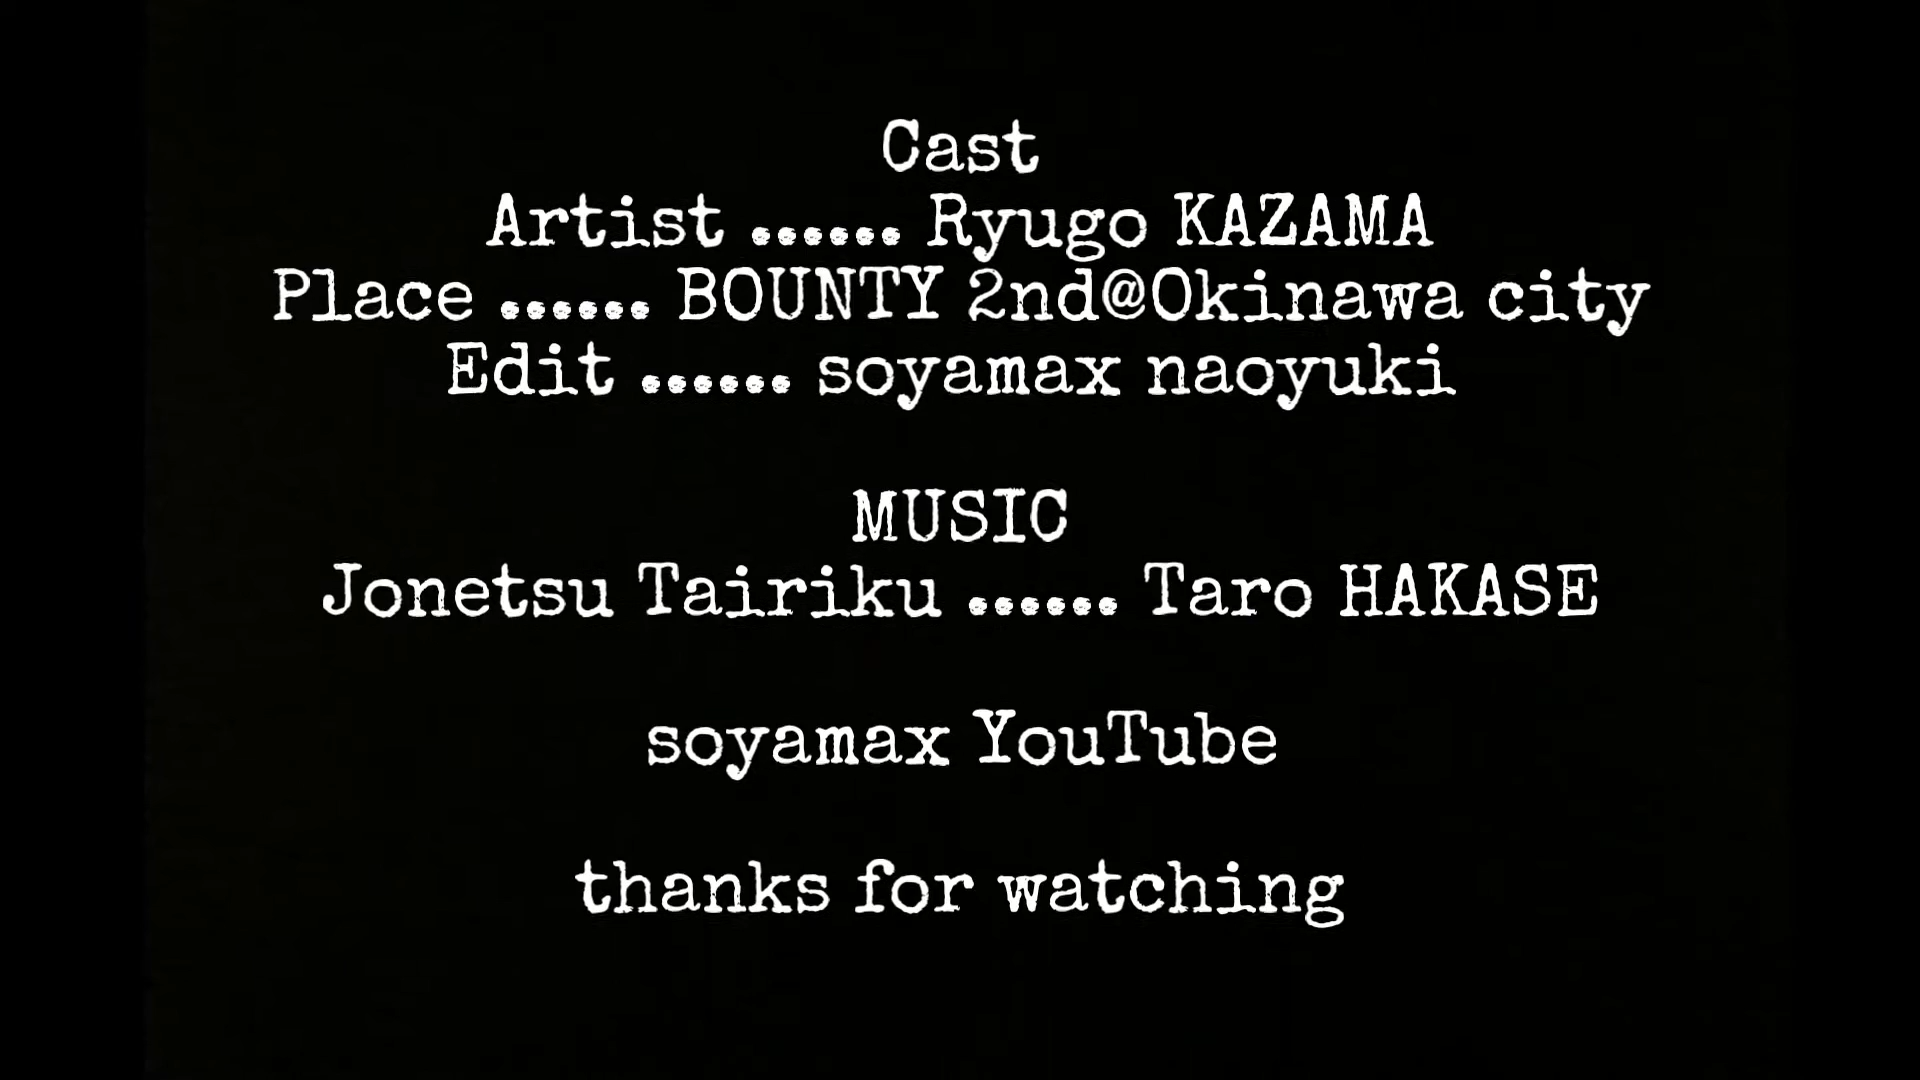 Cast
Artist ...... Ryugo KAZAMA
Place ...... BOUNTY 2nd@Okinawa city
Edit ...... soyamax naoyuki
MUSIC
Jonetsu Tairiku ...... Taro HAKASE
soyamax YouTube
thanks for watching